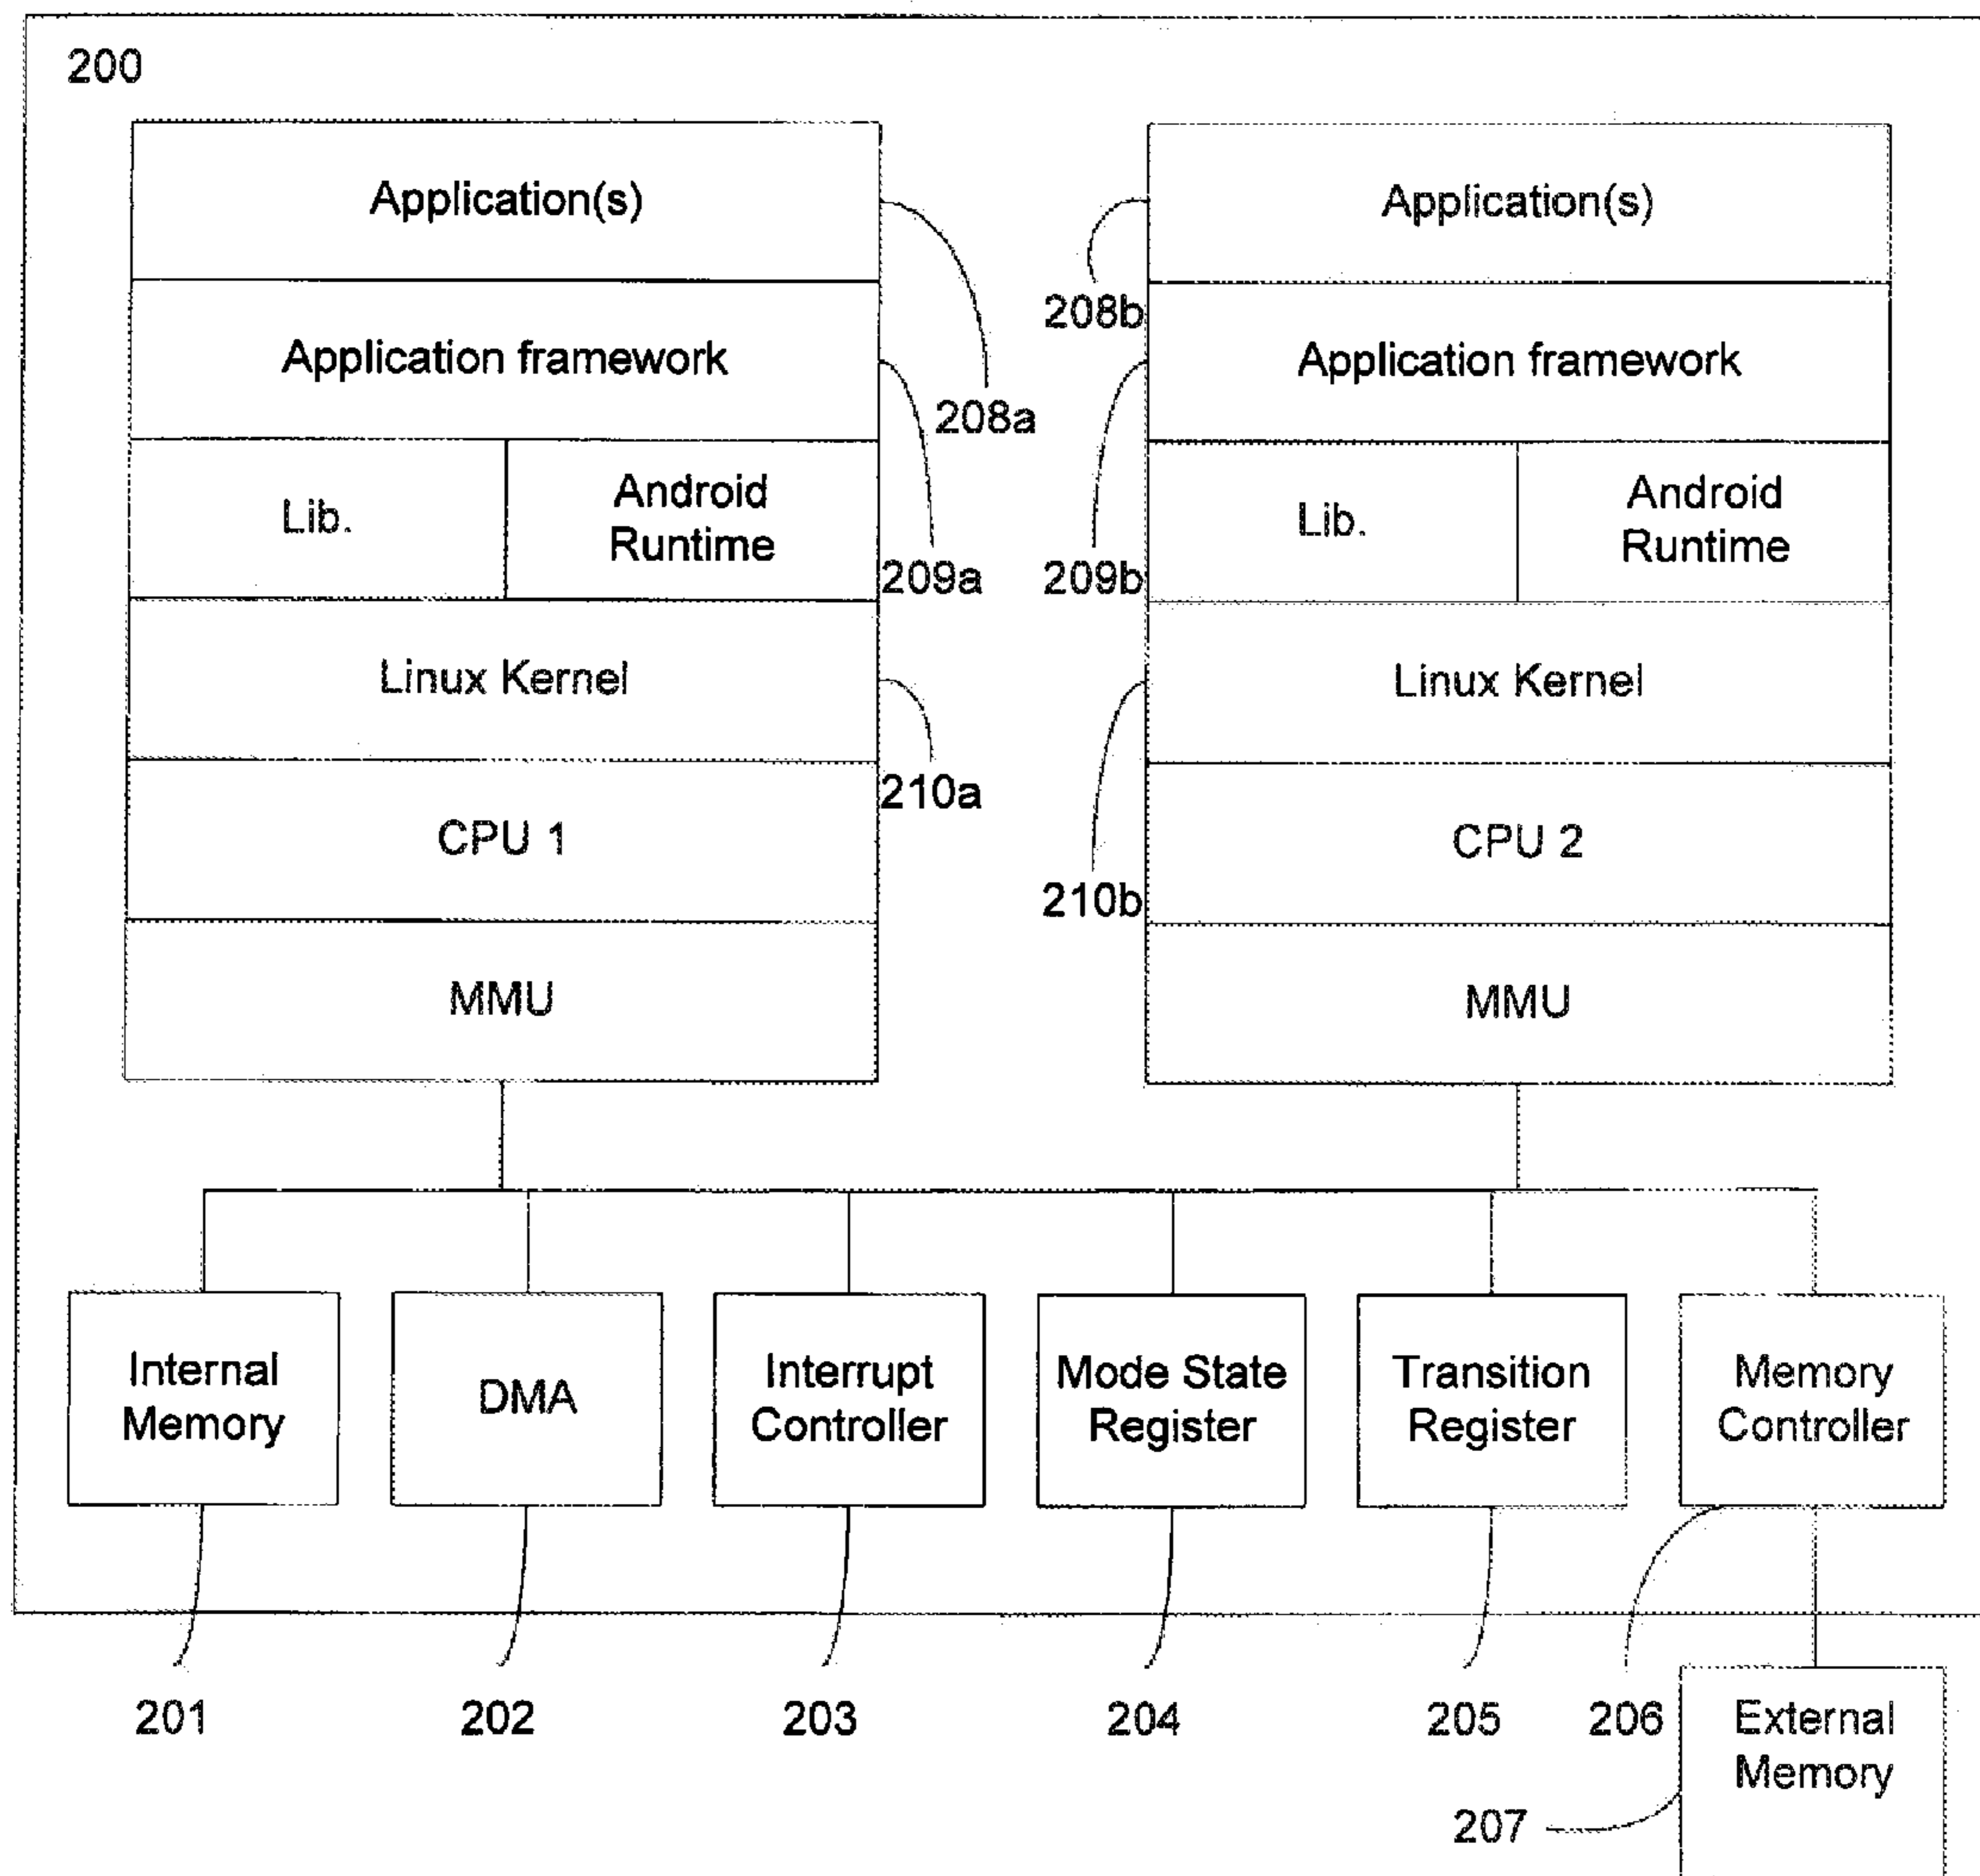 200
Application(s)
Application framework
Lib.
Android
Runtime
Linux Kernel
CPU 1
MMU
208a
209a
210a
Application(s)
Application framework
Lib.
Android
Runtime
Linux Kernel
CPU 2
MMU
208b
209b
210b
Internal
Memory
DMA
Interrupt
Controller
Mode State
Register
Transition
Register
Memory
Controller
201
202
203
204
205
206
External
Memory
207